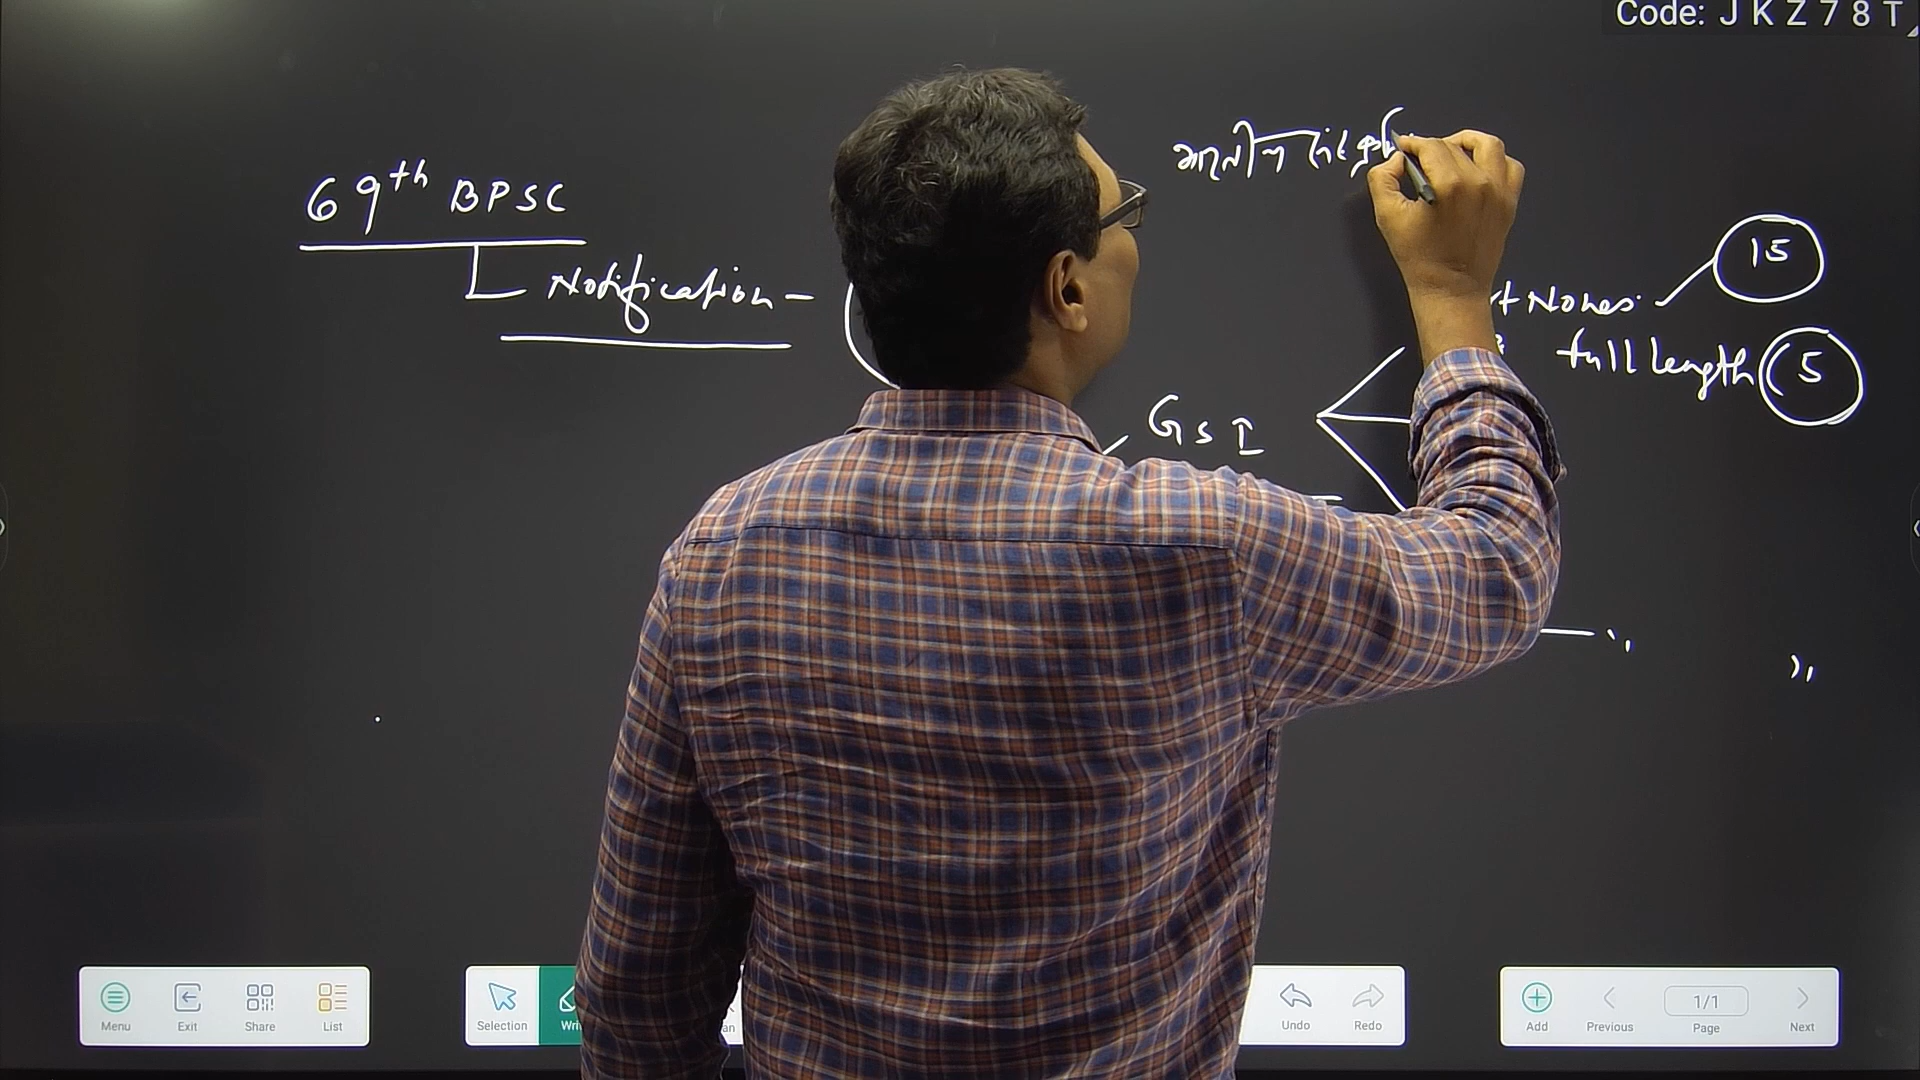 Code: J K Z 7 8 T
69th BPSC
Notification -
t Notes
15
full length
5
GS I
Menu
Exit
Share
List
Selection
Undo
Redo
Add
Previous
1/1
Page
Next